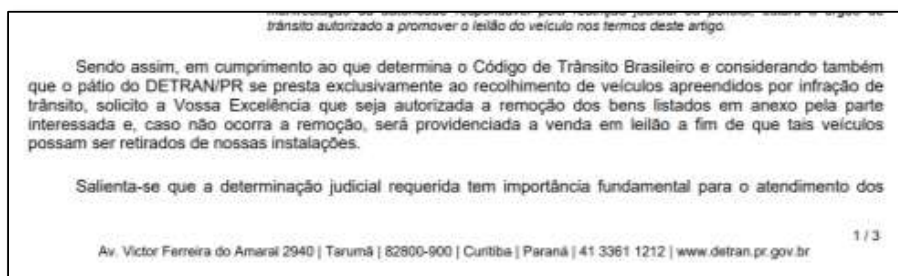 trânsito autorizado a promover o leilão do veículo nos termos deste artigo.
Sendo assim, em cumprimento ao que determina o Código de Trânsito Brasileiro e considerando também
que o pátio do DETRAN/PR se presta exclusivamente ao recolhimento de veículos apreendidos por infração de
trânsito, solicito a Vossa Excelência que seja autorizada a remoção dos bens listados em anexo pela parte
interessada e, caso não ocorra a remoção, será providenciada a venda em leilão a fim de que tais veículos
possam ser retirados de nossas instalações.
Salienta-se que a determinação judicial requerida tem importância fundamental para o atendimento dos
1 / 3
Av. Victor Ferreira do Amaral 2940 | Tarumã | 82800-900 | Curitiba | Paraná | 41 3361 1212 | www.detran.pr.gov.br